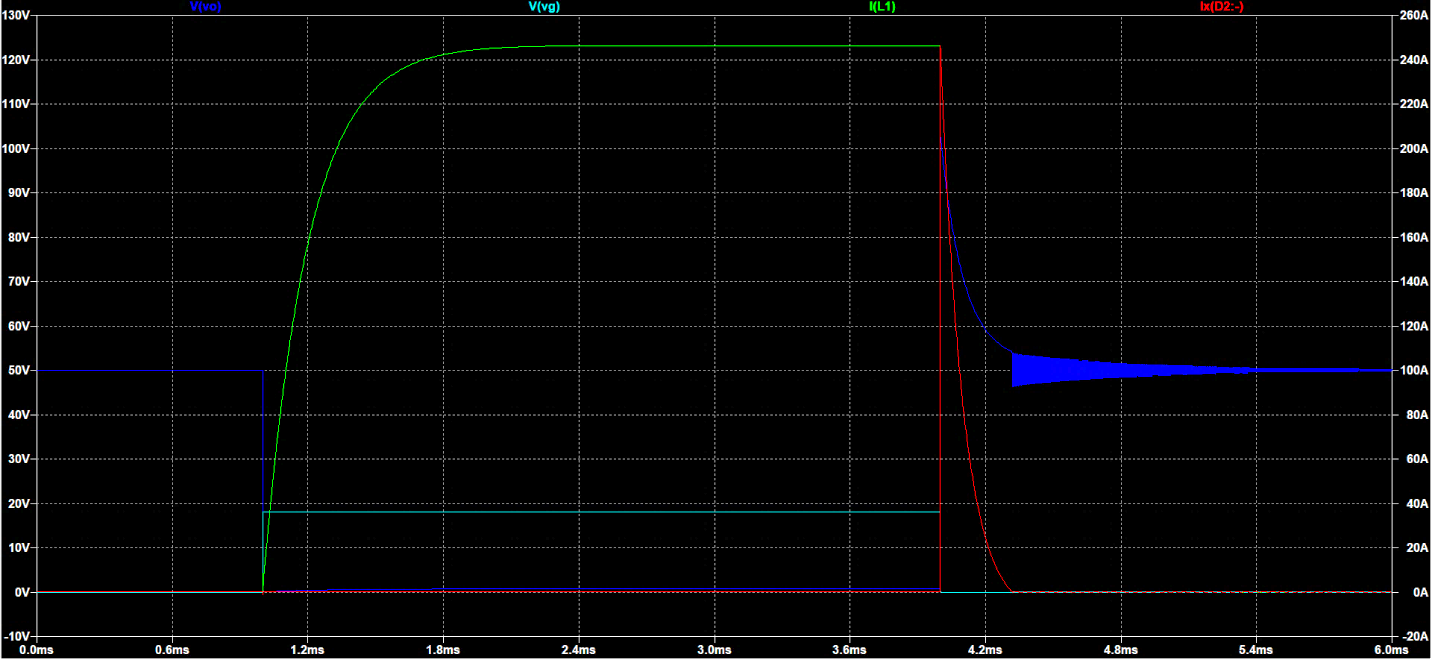 V(vo) V(vg) I(L1) Ix(D2:-)
130V 260A
120V 240A
110V 220A
100V 200A
90V 180A
80V 160A
70V 140A
60V 120A
50V 100A
40V 80A
30V 60A
20V 40A
10V 20A
0V 0A
-10V -20A
0.0ms 0.6ms 1.2ms 1.8ms 2.4ms 3.0ms 3.6ms 4.2ms 4.8ms 5.4ms 6.0ms